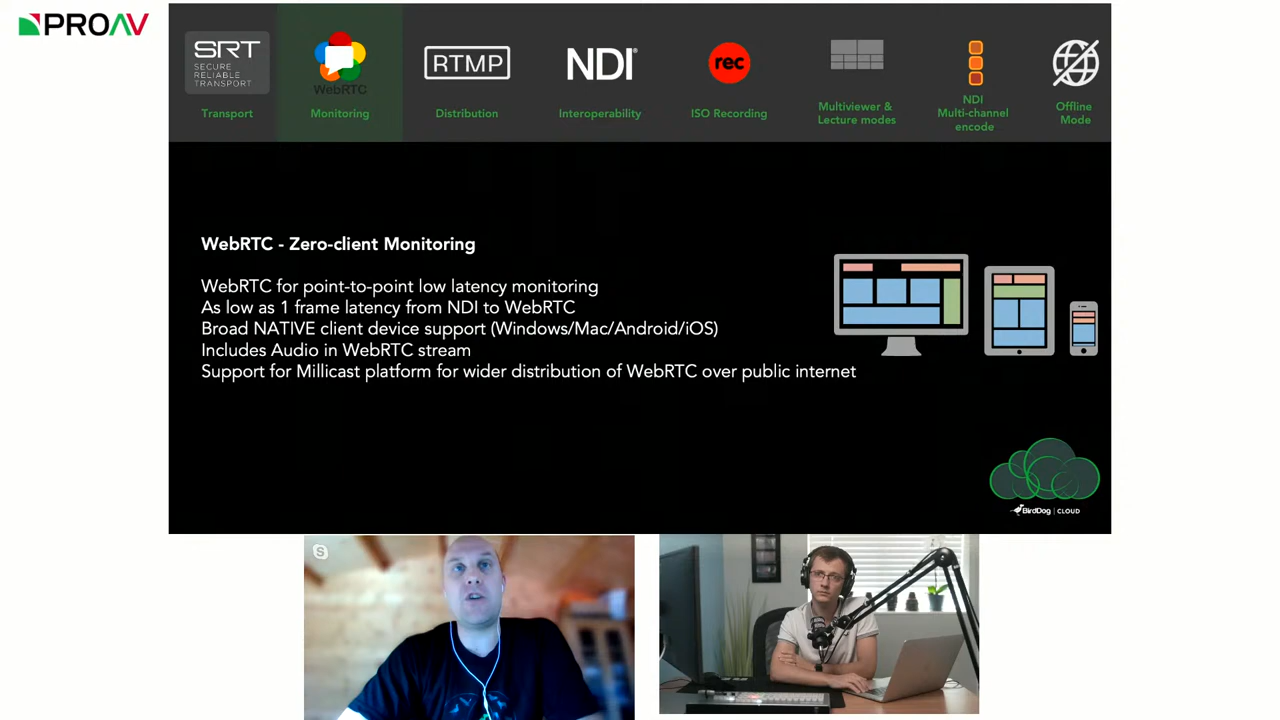 PROAV
SRT
SECURE
RELIABLE
TRANSPORT
Transport
WebRTC
Monitoring
RTMP
Distribution
NDI®
Interoperability
rec
ISO Recording
Multiviewer &
Lecture modes
NDI
Multi-channel
encode
Offline
Mode
WebRTC - Zero-client Monitoring
WebRTC for point-to-point low latency monitoring
As low as 1 frame latency from NDI to WebRTC
Broad NATIVE client device support (Windows/Mac/Android/iOS)
Includes Audio in WebRTC stream
Support for Millicast platform for wider distribution of WebRTC over public internet
BirdDog | CLOUD
S